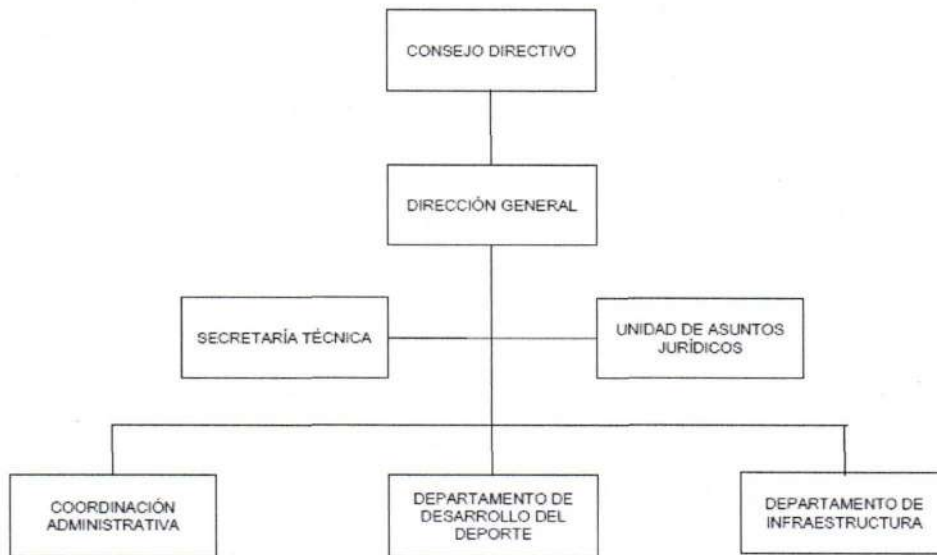 CONSEJO DIRECTIVO
DIRECCIÓN GENERAL
SECRETARÍA TÉCNICA
UNIDAD DE ASUNTOS
JURÍDICOS
COORDINACIÓN
ADMINISTRATIVA
DEPARTAMENTO DE
DESARROLLO DEL
DEPORTE
DEPARTAMENTO DE
INFRAESTRUCTURA